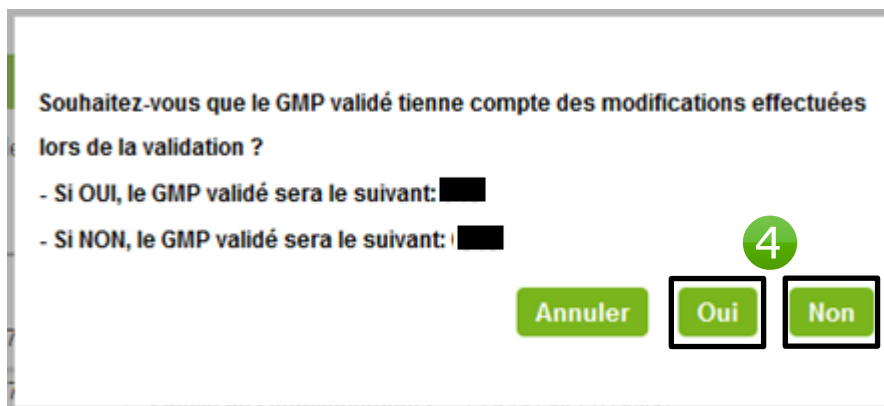 Souhaitez-vous que le GMP validé tienne compte des modifications effectuées
lors de la validation ?
- Si OUI, le GMP validé sera le suivant:
- Si NON, le GMP validé sera le suivant:
4
Annuler Oui Non